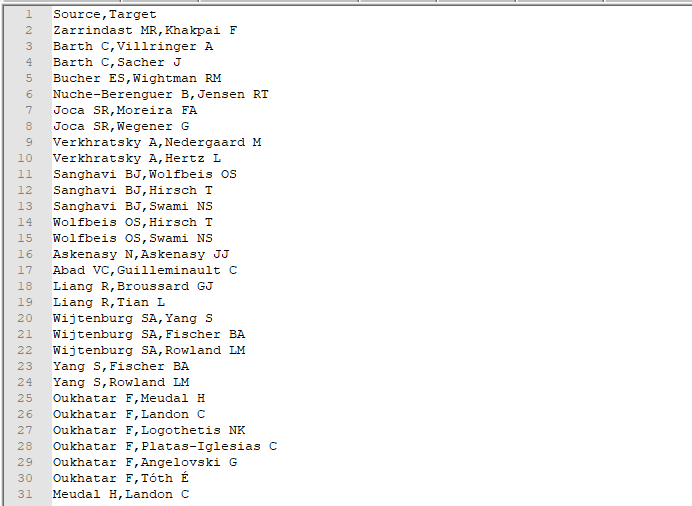 1 Source,Target
2 Zarrindast MR,Khakpai F
3 Barth C,Villringer A
4 Barth C,Sacher J
5 Bucher ES,Wightman RM
6 Nuche-Berenguer B,Jensen RT
7 Joca SR,Moreira FA
8 Joca SR,Wegener G
9 Verkhratsky A,Nedergaard M
10 Verkhratsky A,Hertz L
11 Sanghavi BJ,Wolfbeis OS
12 Sanghavi BJ,Hirsch T
13 Sanghavi BJ,Swami NS
14 Wolfbeis OS,Hirsch T
15 Wolfbeis OS,Swami NS
16 Askenasy N,Askenasy JJ
17 Abad VC,Guilleminault C
18 Liang R,Broussard GJ
19 Liang R,Tian L
20 Wijtenburg SA,Yang S
21 Wijtenburg SA,Fischer BA
22 Wijtenburg SA,Rowland LM
23 Yang S,Fischer BA
24 Yang S,Rowland LM
25 Oukhatar F,Meudal H
26 Oukhatar F,Landon C
27 Oukhatar F,Logothetis NK
28 Oukhatar F,Platas-Iglesias C
29 Oukhatar F,Angelovski G
30 Oukhatar F,Tóth É
31 Meudal H,Landon C